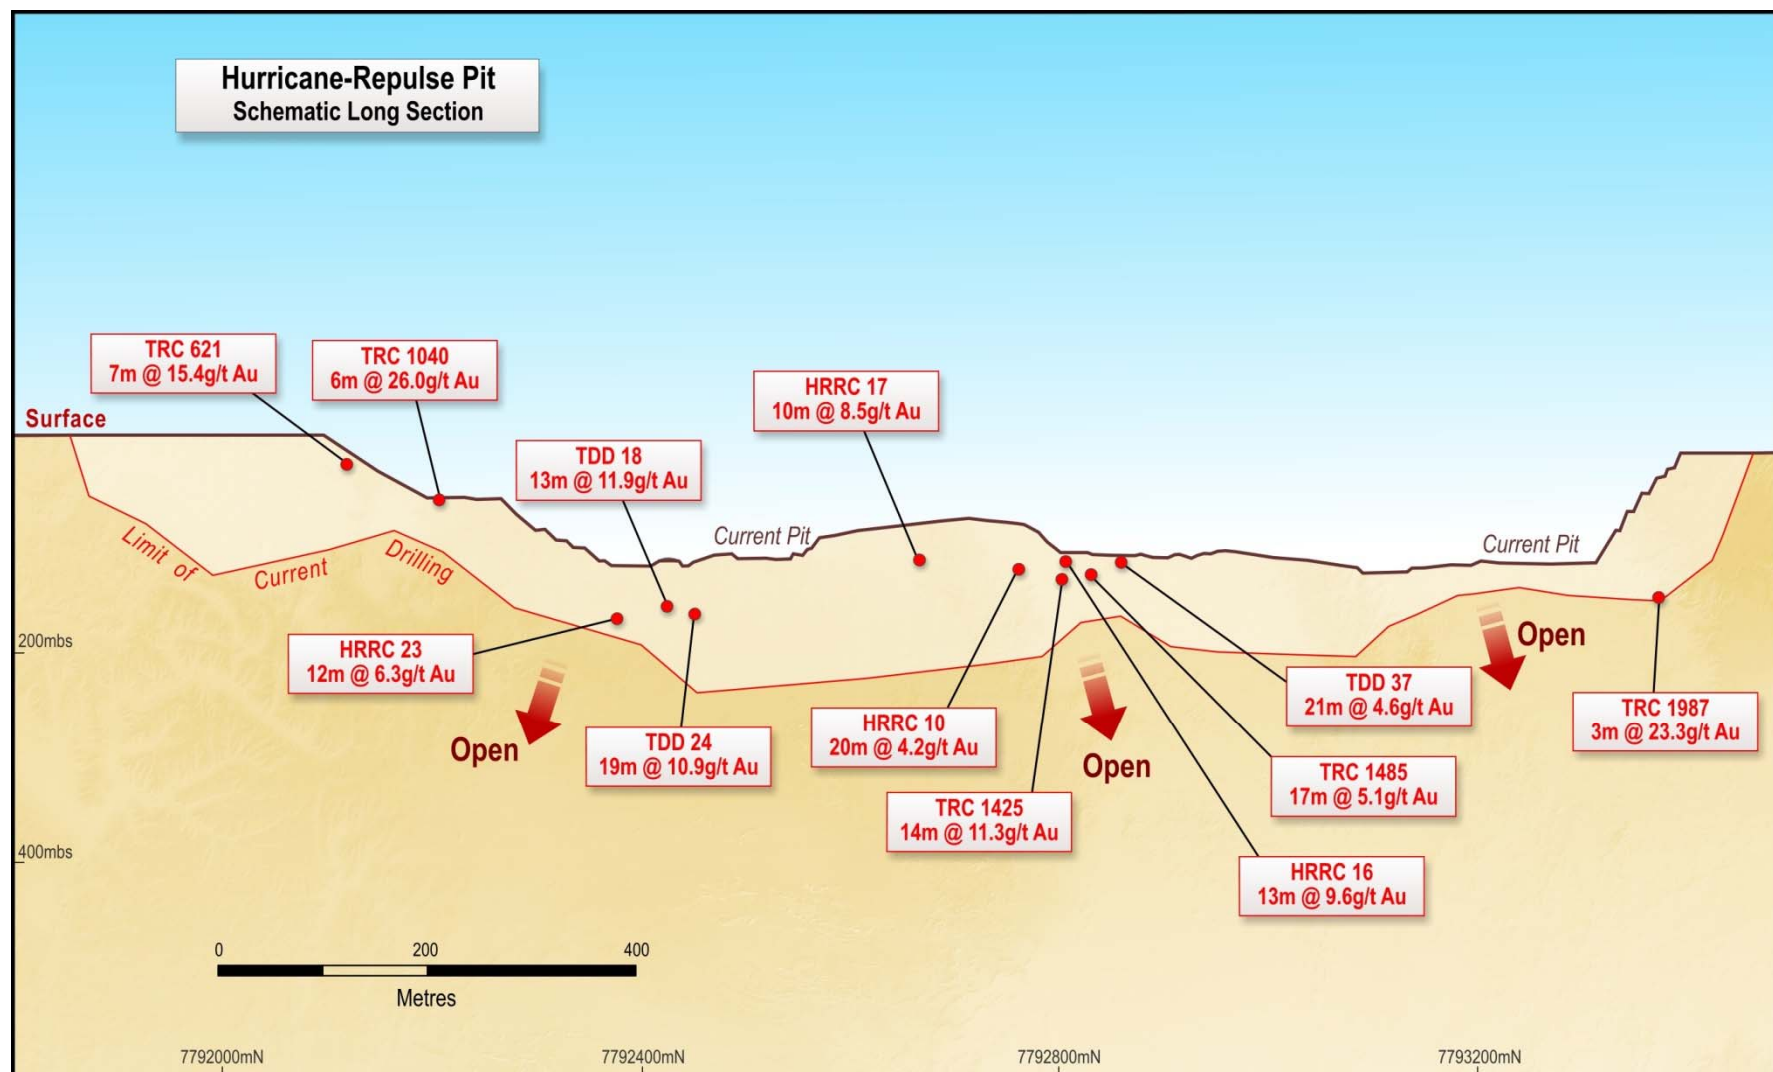 Hurricane-Repulse Pit
Schematic Long Section
TRC 621
7m @ 15.4g/t Au
TRC 1040
6m @ 26.0g/t Au
HRRC 17
10m @ 8.5g/t Au
Surface
TDD 18
13m @ 11.9g/t Au
Current Pit
Current Pit
Limit of Current Drilling
200mbs
HRRC 23
12m @ 6.3g/t Au
Open
TDD 24
19m @ 10.9g/t Au
HRRC 10
20m @ 4.2g/t Au
Open
TDD 37
21m @ 4.6g/t Au
Open
TRC 1987
3m @ 23.3g/t Au
TRC 1485
17m @ 5.1g/t Au
TRC 1425
14m @ 11.3g/t Au
HRRC 16
13m @ 9.6g/t Au
400mbs
0 200 400
Metres
7792000mN 7792400mN 7792800mN 7793200mN